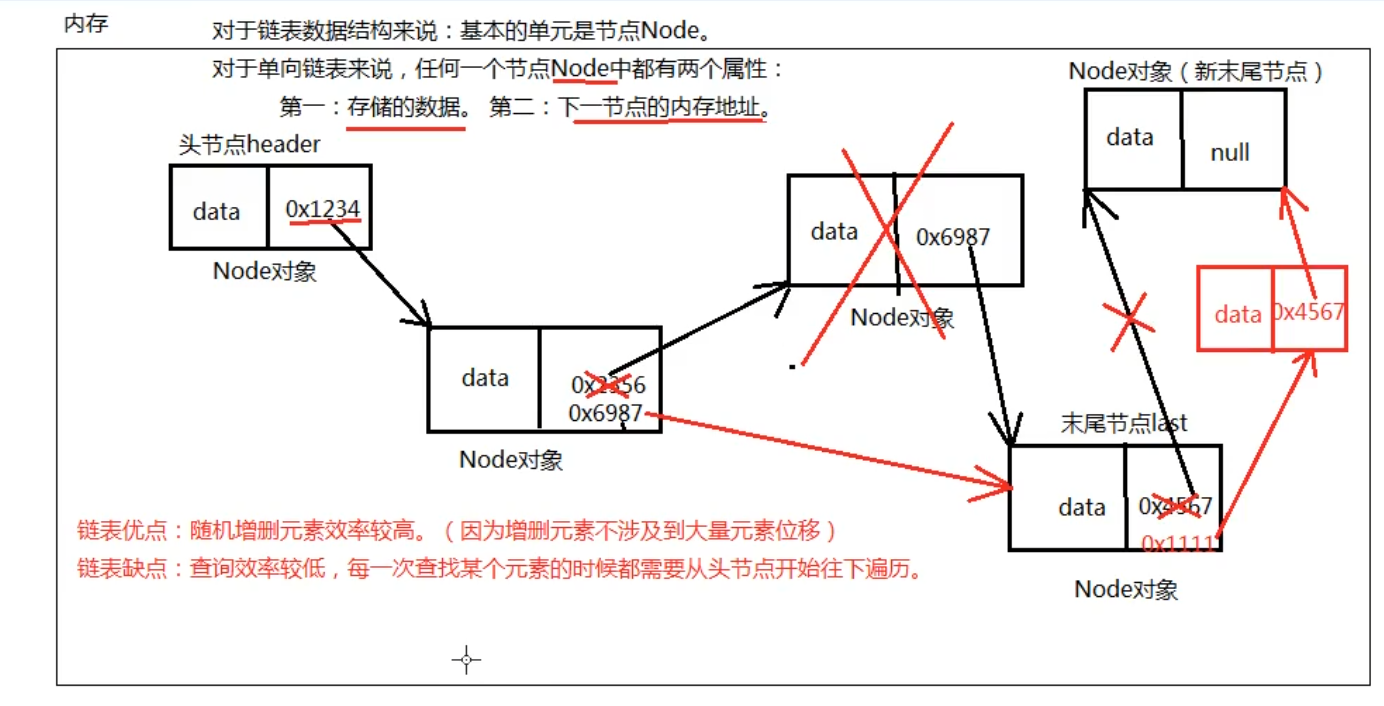 内存
对于链表数据结构来说：基本的单元是节点Node。
对于单向链表来说，任何一个节点Node中都有两个属性：
第一：存储的数据。 第二：下一节点的内存地址。
Node对象（新末尾节点）
data null
头节点header
data 0x1234
Node对象
data 0x6987
Node对象
data 0x4567
data 0x2356
0x6987
Node对象
末尾节点last
data 0x4567
0x1111
Node对象
链表优点：随机增删元素效率较高。（因为增删元素不涉及到大量元素位移）
链表缺点：查询效率较低，每一次查找某个元素的时候都需要从头节点开始往下遍历。